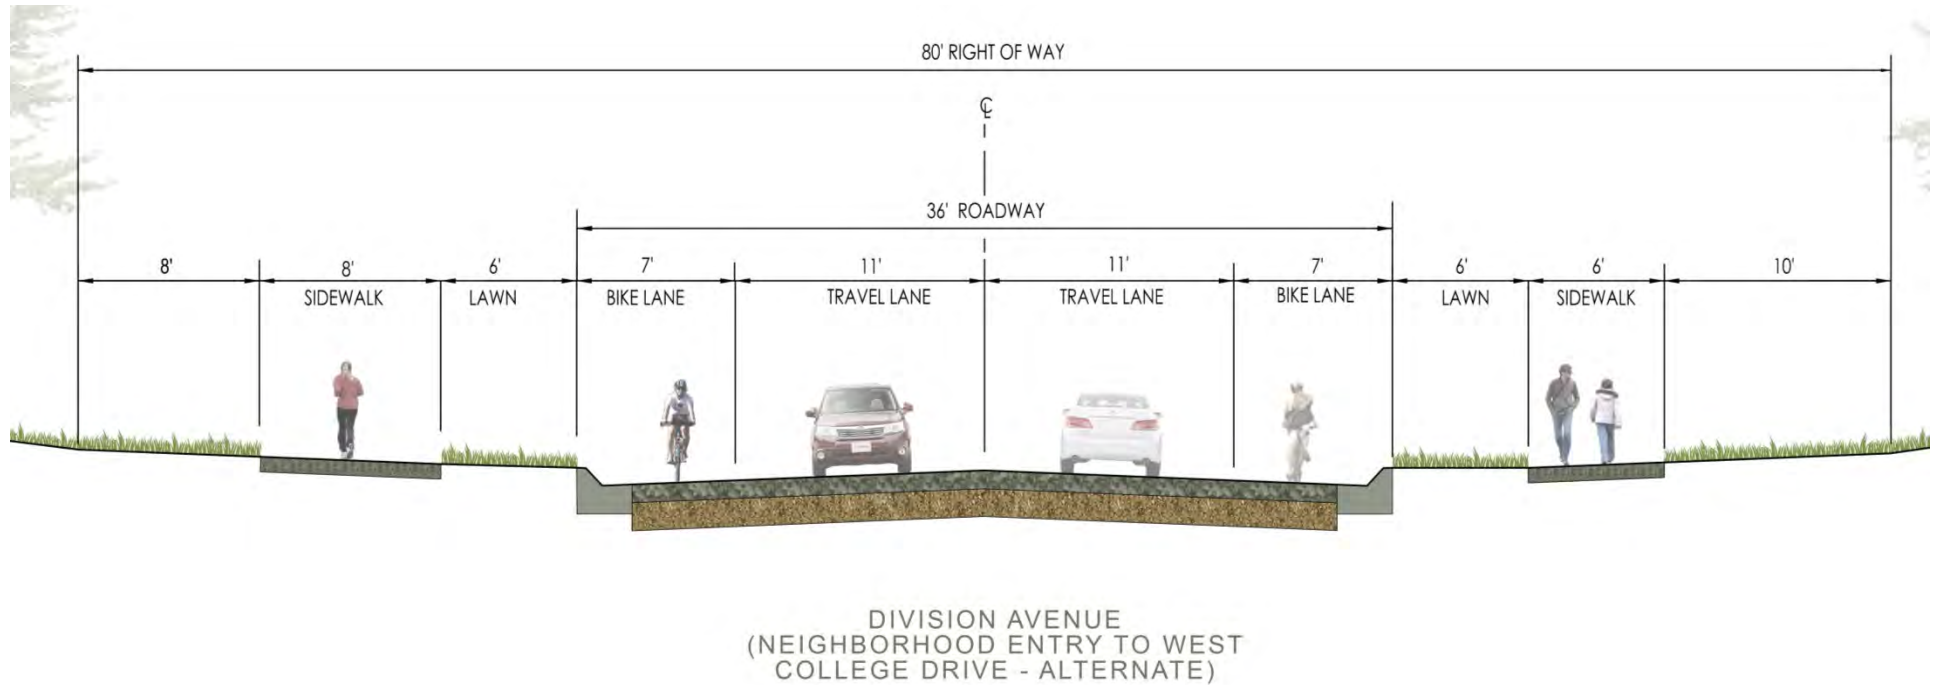 80' RIGHT OF WAY
℄
36' ROADWAY
8' 8' 6' 7' 11' 11' 7' 6' 6' 10'
SIDEWALK LAWN BIKE LANE TRAVEL LANE TRAVEL LANE BIKE LANE LAWN SIDEWALK
DIVISION AVENUE
(NEIGHBORHOOD ENTRY TO WEST
COLLEGE DRIVE - ALTERNATE)